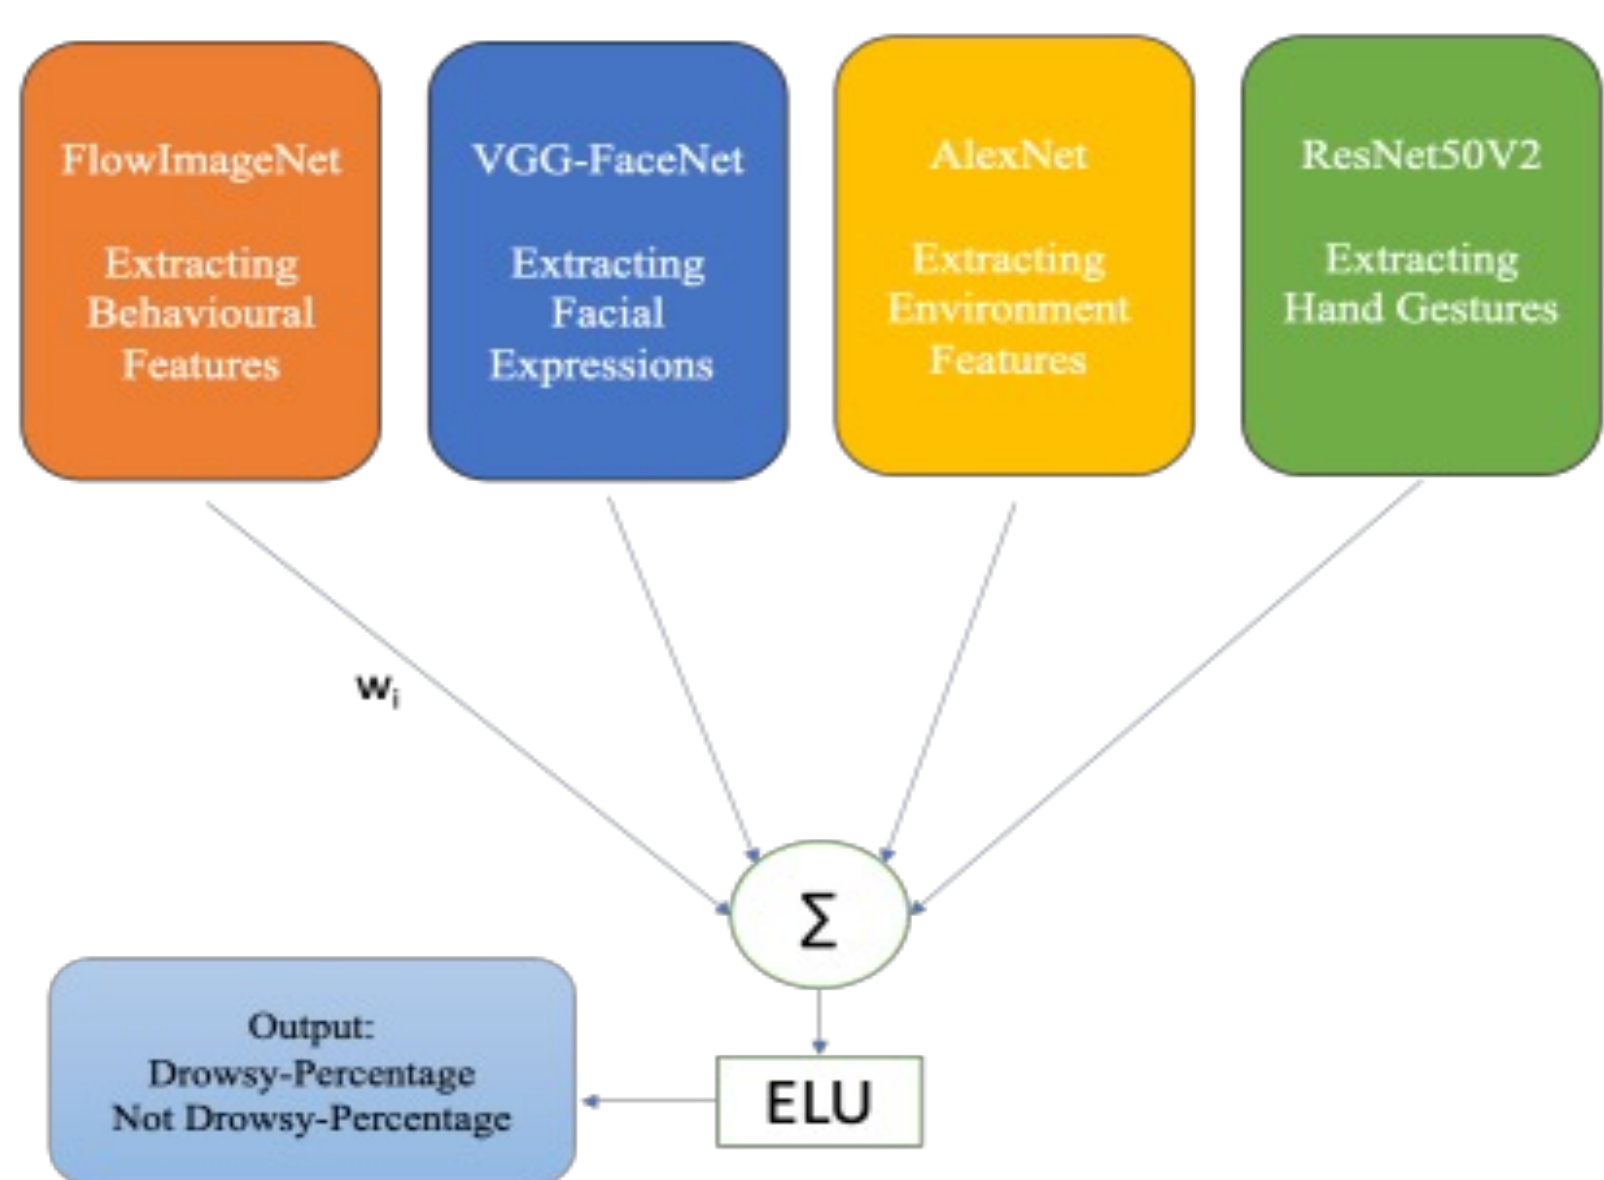 FlowImageNet
Extracting
Behavioural
Features
VGG-FaceNet
Extracting
Facial
Expressions
AlexNet
Extracting
Environment
Features
ResNet50V2
Extracting
Hand Gestures
wᵢ
Σ
ELU
Output:
Drowsy-Percentage
Not Drowsy-Percentage